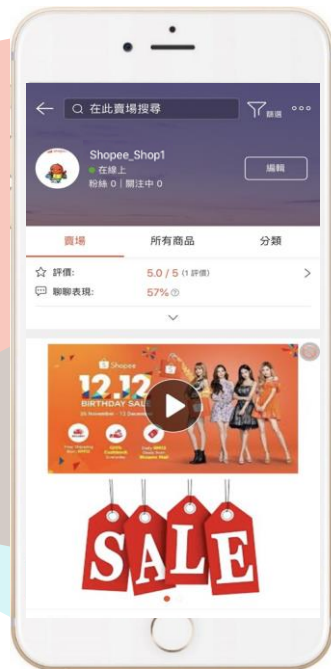 在此賣場搜尋
篩選
Shopee_Shop1
在線上
粉絲 0 | 關注中 0
編輯
賣場
所有商品
分類
評價:
5.0 / 5 (1 評價)
聊聊表現:
57%
Shopee
12.12
BIRTHDAY SALE
SALE